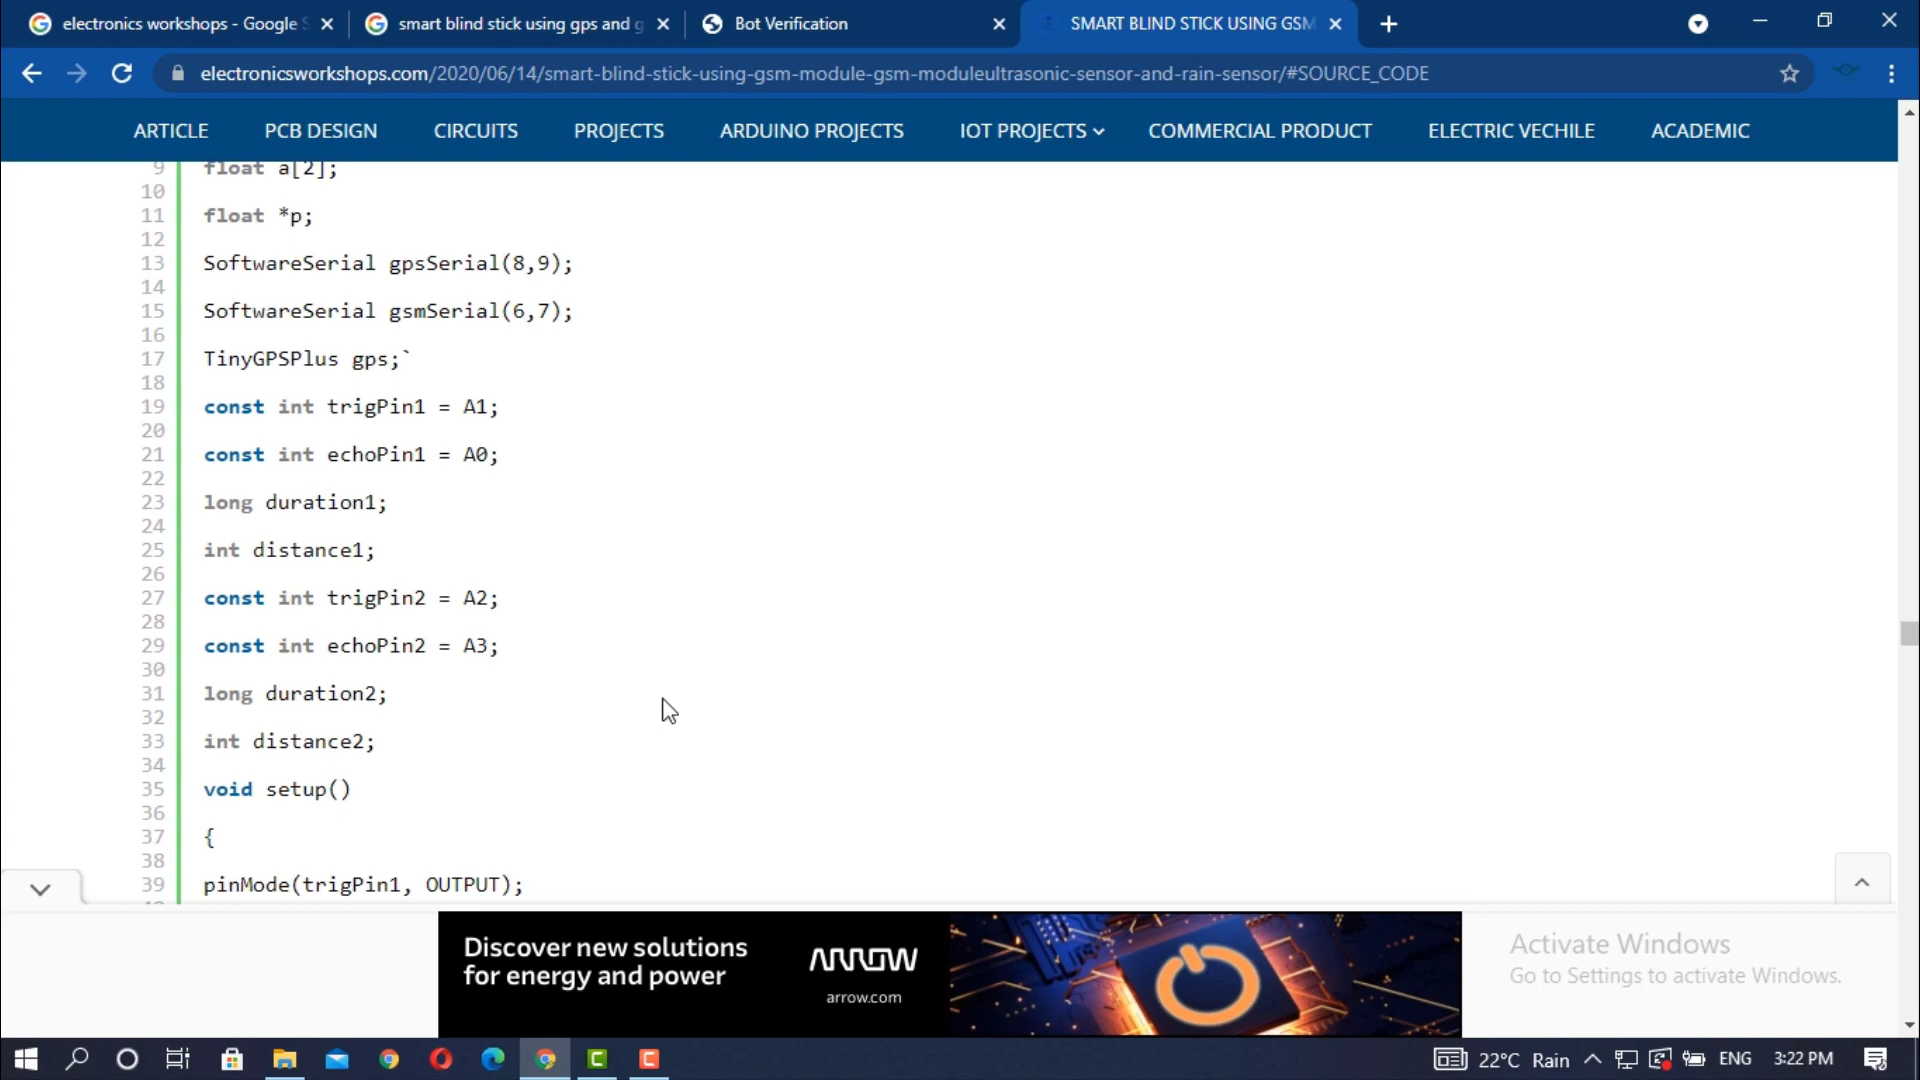 electronics workshops - Google S
smart blind stick using gps and g
Bot Verification
SMART BLIND STICK USING GSM
electronicsworkshops.com/2020/06/14/smart-blind-stick-using-gsm-module-gsm-moduleultrasonic-sensor-and-rain-sensor/#SOURCE_CODE
ARTICLE PCB DESIGN CIRCUITS PROJECTS ARDUINO PROJECTS IOT PROJECTS COMMERCIAL PRODUCT ELECTRIC VECHILE ACADEMIC
9 float a[2];
10
11 float *p;
12
13 SoftwareSerial gpsSerial(8,9);
14
15 SoftwareSerial gsmSerial(6,7);
16
17 TinyGPSPlus gps;`
18
19 const int trigPin1 = A1;
20
21 const int echoPin1 = A0;
22
23 long duration1;
24
25 int distance1;
26
27 const int trigPin2 = A2;
28
29 const int echoPin2 = A3;
30
31 long duration2;
32
33 int distance2;
34
35 void setup()
36
37 {
38
39 pinMode(trigPin1, OUTPUT);
Discover new solutions
for energy and power
ARROW
arrow.com
Activate Windows
Go to Settings to activate Windows.
22°C Rain ENG 3:22 PM